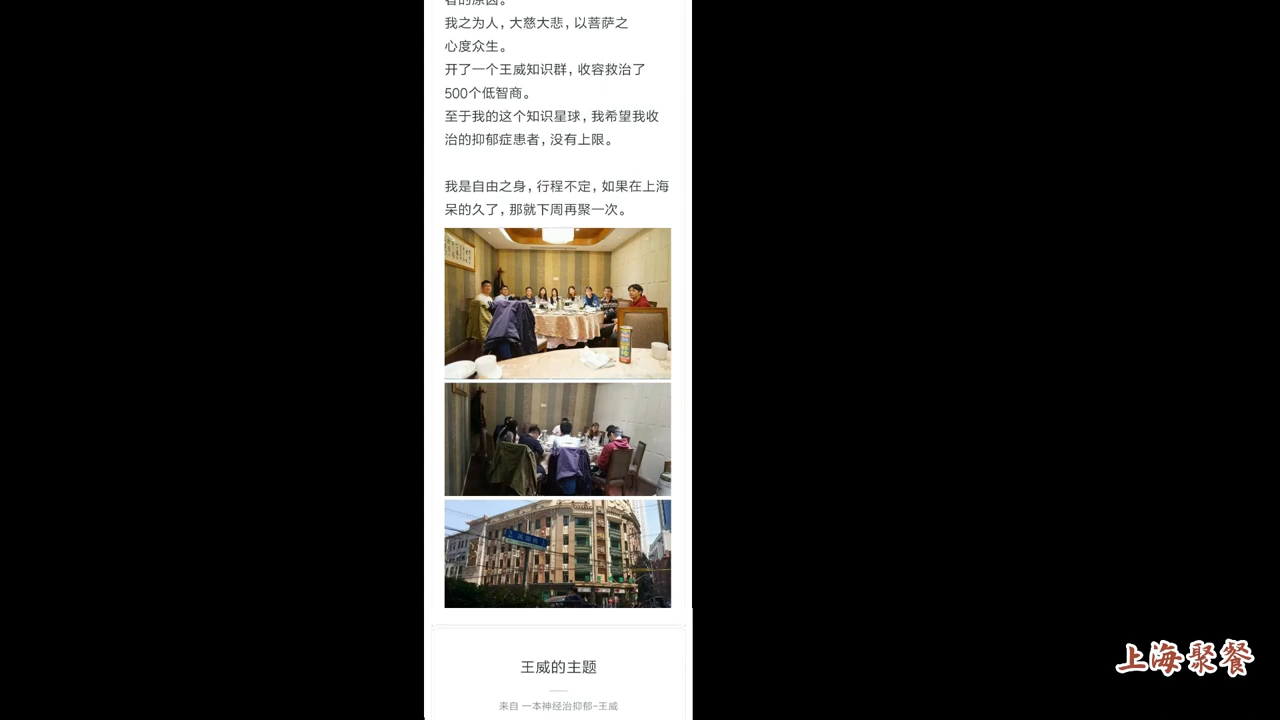 者的原因。
我之为人，大慈大悲，以菩萨之
心度众生。
开了一个王威知识群，收容救治了
500个低智商。
至于我的这个知识星球，我希望我收
治的抑郁症患者，没有上限。
我是自由之身，行程不定，如果在上海
呆的久了，那就下周再聚一次。
王威的主题
来自 一本神经治抑郁-王威
上海聚餐